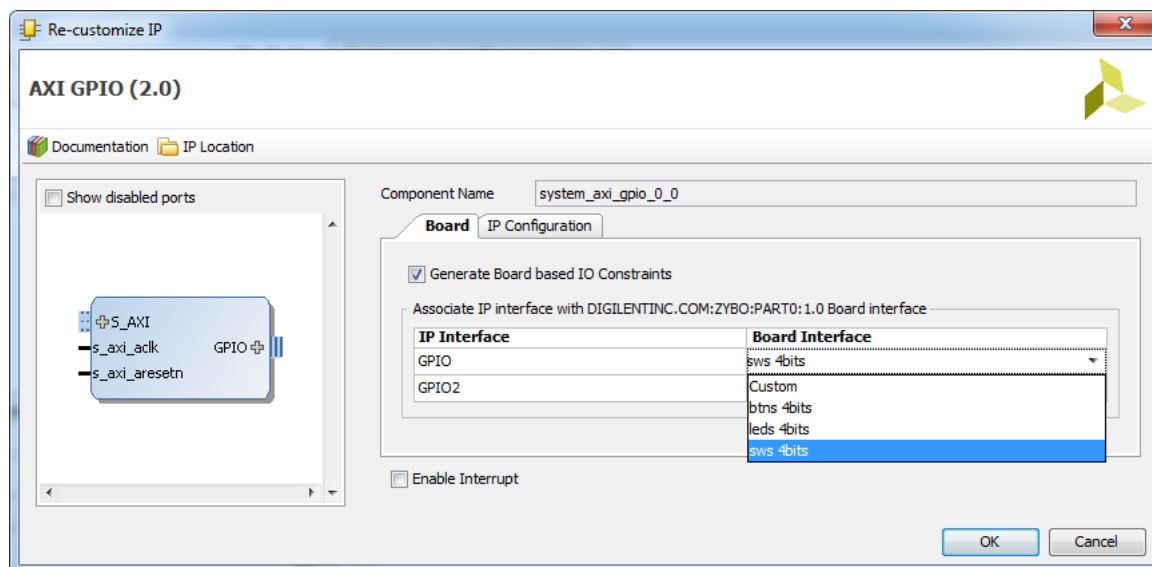 Re-customize IP
AXI GPIO (2.0)
Documentation IP Location
Show disabled ports
S_AXI
s_axi_aclk
s_axi_aresetn
GPIO
Component Name system_axi_gpio_0_0
Board IP Configuration
Generate Board based IO Constraints
Associate IP interface with DIGILENTINC.COM:ZYBO:PART0:1.0 Board interface
IP Interface Board Interface
GPIO sws 4bits
GPIO2
Custom
btns 4bits
leds 4bits
sws 4bits
Enable Interrupt
OK Cancel